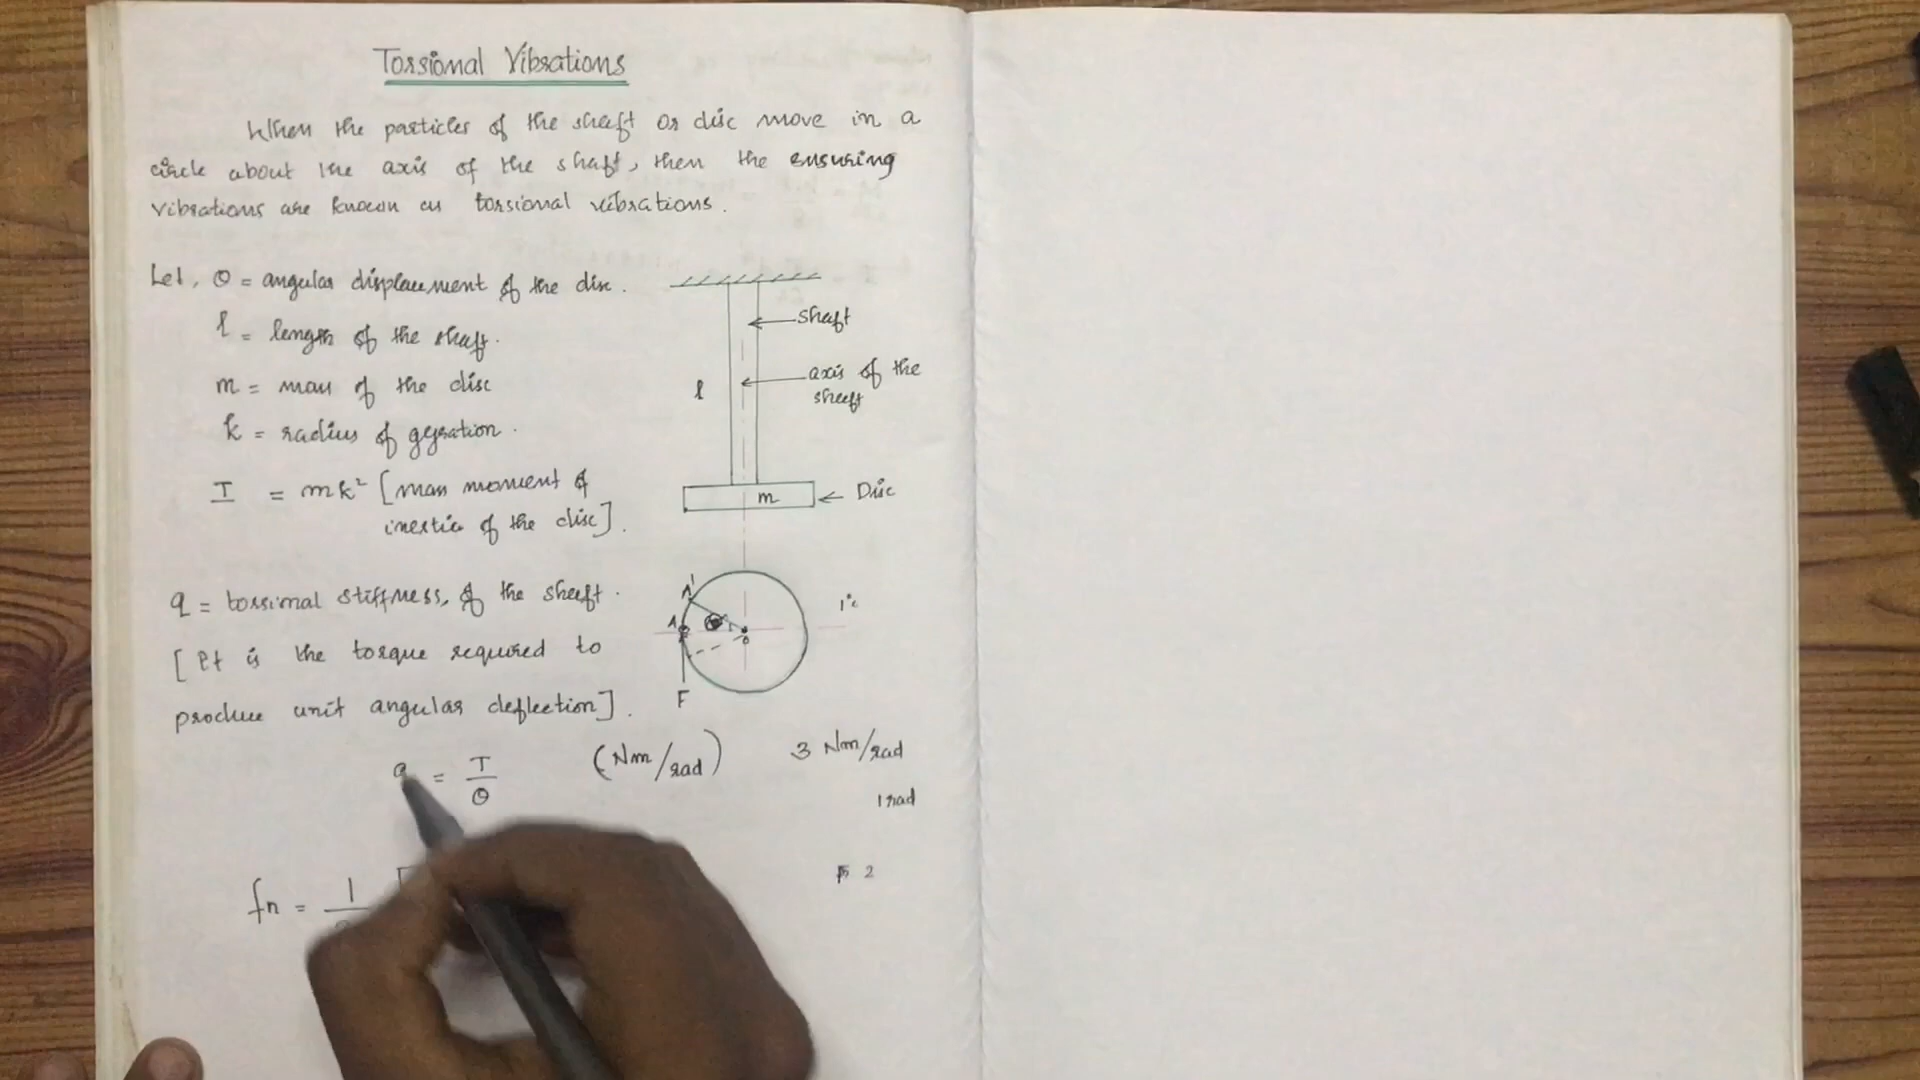 Torsional Vibrations
When the particles of the shaft or disc move in a
circle about the axis of the shaft, then the ensuring
vibrations are known as torsional vibrations.
Let, θ = angular displacement of the disc.
l = length of the shaft.
m = mass of the disc
k = radius of gyration.
I = mk² [mass moment of
inertia of the disc].
shaft
axis of the
shaft
l
m
Disc
q = torsional stiffness, of the shaft.
[It is the torque required to
produce unit angular deflection].
A'
A
θ
O
F
1°c
q = T/θ (Nm/rad)
3 Nm/rad
1 rad
fn = 1
2